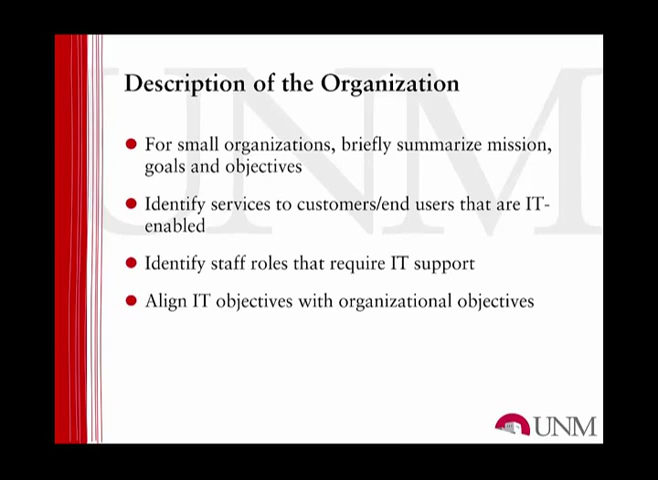 Description of the Organization
● For small organizations, briefly summarize mission,
goals and objectives
● Identify services to customers/end users that are IT-
enabled
● Identify staff roles that require IT support
● Align IT objectives with organizational objectives
UNM
UNM